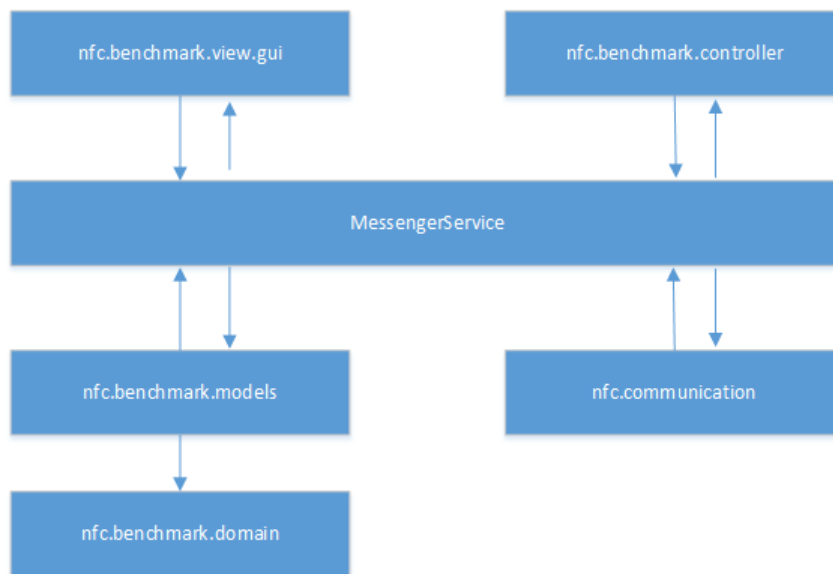 nfc.benchmark.view.gui
nfc.benchmark.controller
MessengerService
nfc.benchmark.models
nfc.communication
nfc.benchmark.domain